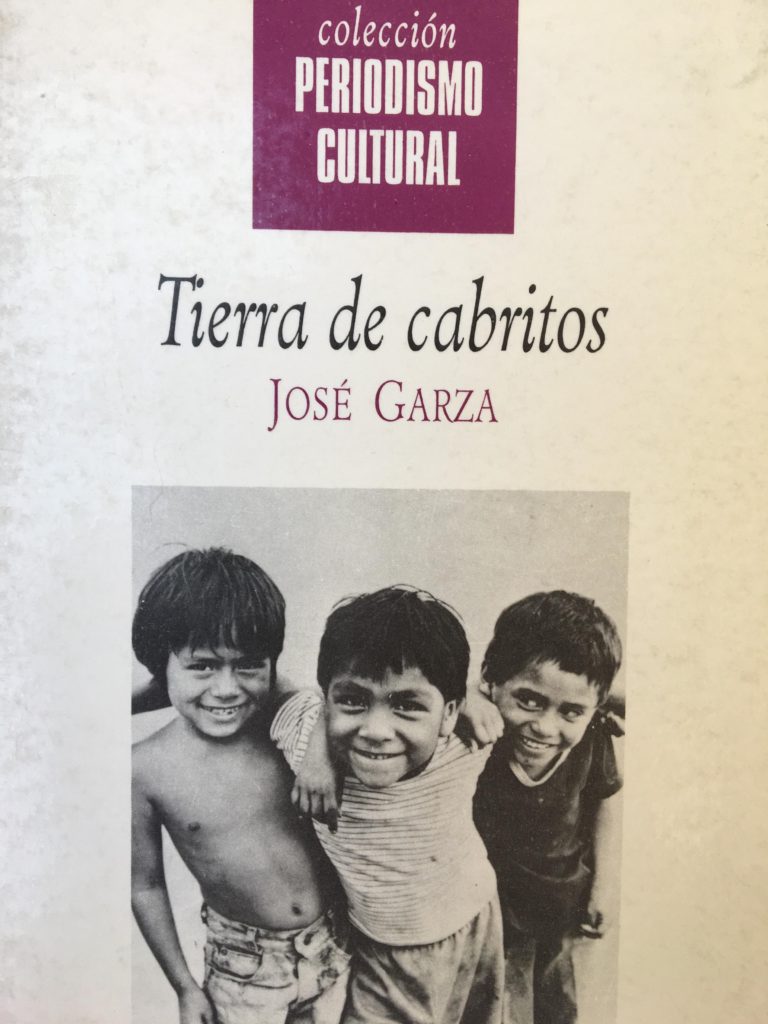 colección
PERIODISMO
CULTURAL
Tierra de cabritos
JOSÉ GARZA